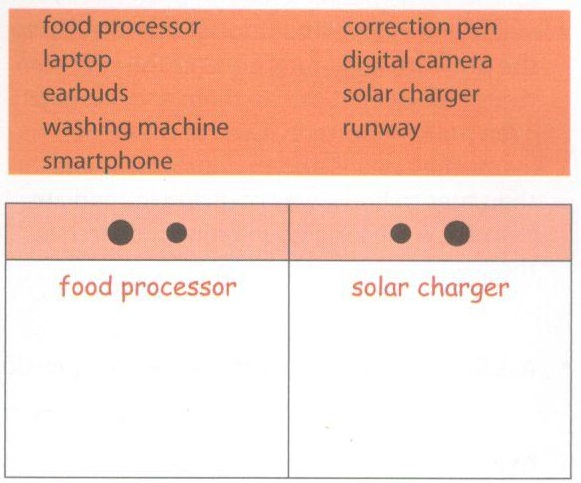 food processor
laptop
earbuds
washing machine
smartphone
correction pen
digital camera
solar charger
runway
food processor
solar charger